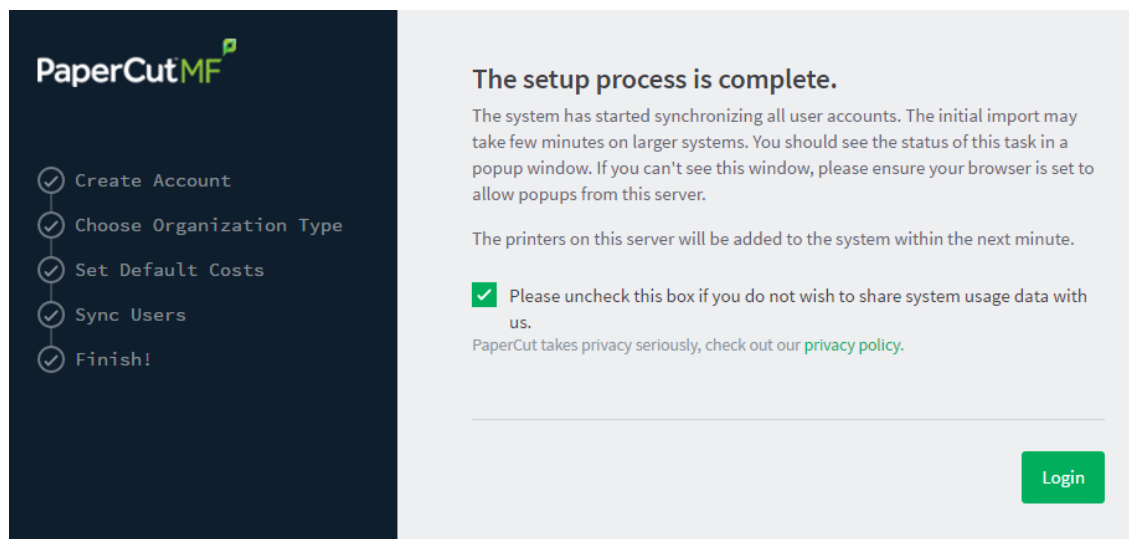 PaperCut MF
Create Account
Choose Organization Type
Set Default Costs
Sync Users
Finish!
The setup process is complete.
The system has started synchronizing all user accounts. The initial import may
take few minutes on larger systems. You should see the status of this task in a
popup window. If you can't see this window, please ensure your browser is set to
allow popups from this server.
The printers on this server will be added to the system within the next minute.
Please uncheck this box if you do not wish to share system usage data with
us.
PaperCut takes privacy seriously, check out our privacy policy.
Login